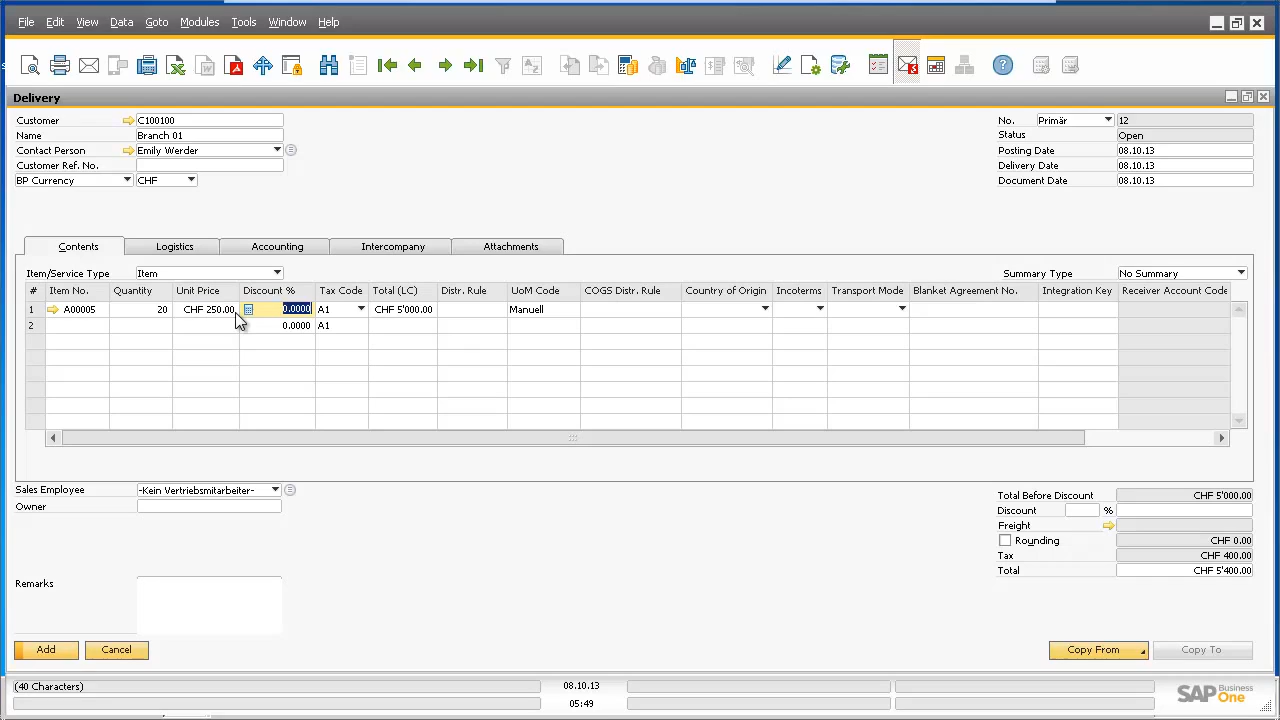 File Edit View Data Goto Modules Tools Window Help
Delivery
Customer C100100
Name Branch 01
Contact Person Emily Werder
Customer Ref. No.
BP Currency CHF
No. Primär 12
Status Open
Posting Date 08.10.13
Delivery Date 08.10.13
Document Date 08.10.13
Contents Logistics Accounting Intercompany Attachments
Item/Service Type Item Summary Type No Summary
# Item No. Quantity Unit Price Discount % Tax Code Total (LC) Distr. Rule UoM Code COGS Distr. Rule Country of Origin Incoterms Transport Mode Blanket Agreement No. Integration Key Receiver Account Code
1 A00005 20 CHF 250.00 0.0000 A1 CHF 5'000.00 Manuell
2 0.0000 A1
Sales Employee -Kein Vertriebsmitarbeiter-
Owner
Remarks
Total Before Discount CHF 5'000.00
Discount %
Freight
Rounding CHF 0.00
Tax CHF 400.00
Total CHF 5'400.00
Add Cancel Copy From Copy To
(40 Characters) 08.10.13
05:49
SAP Business One